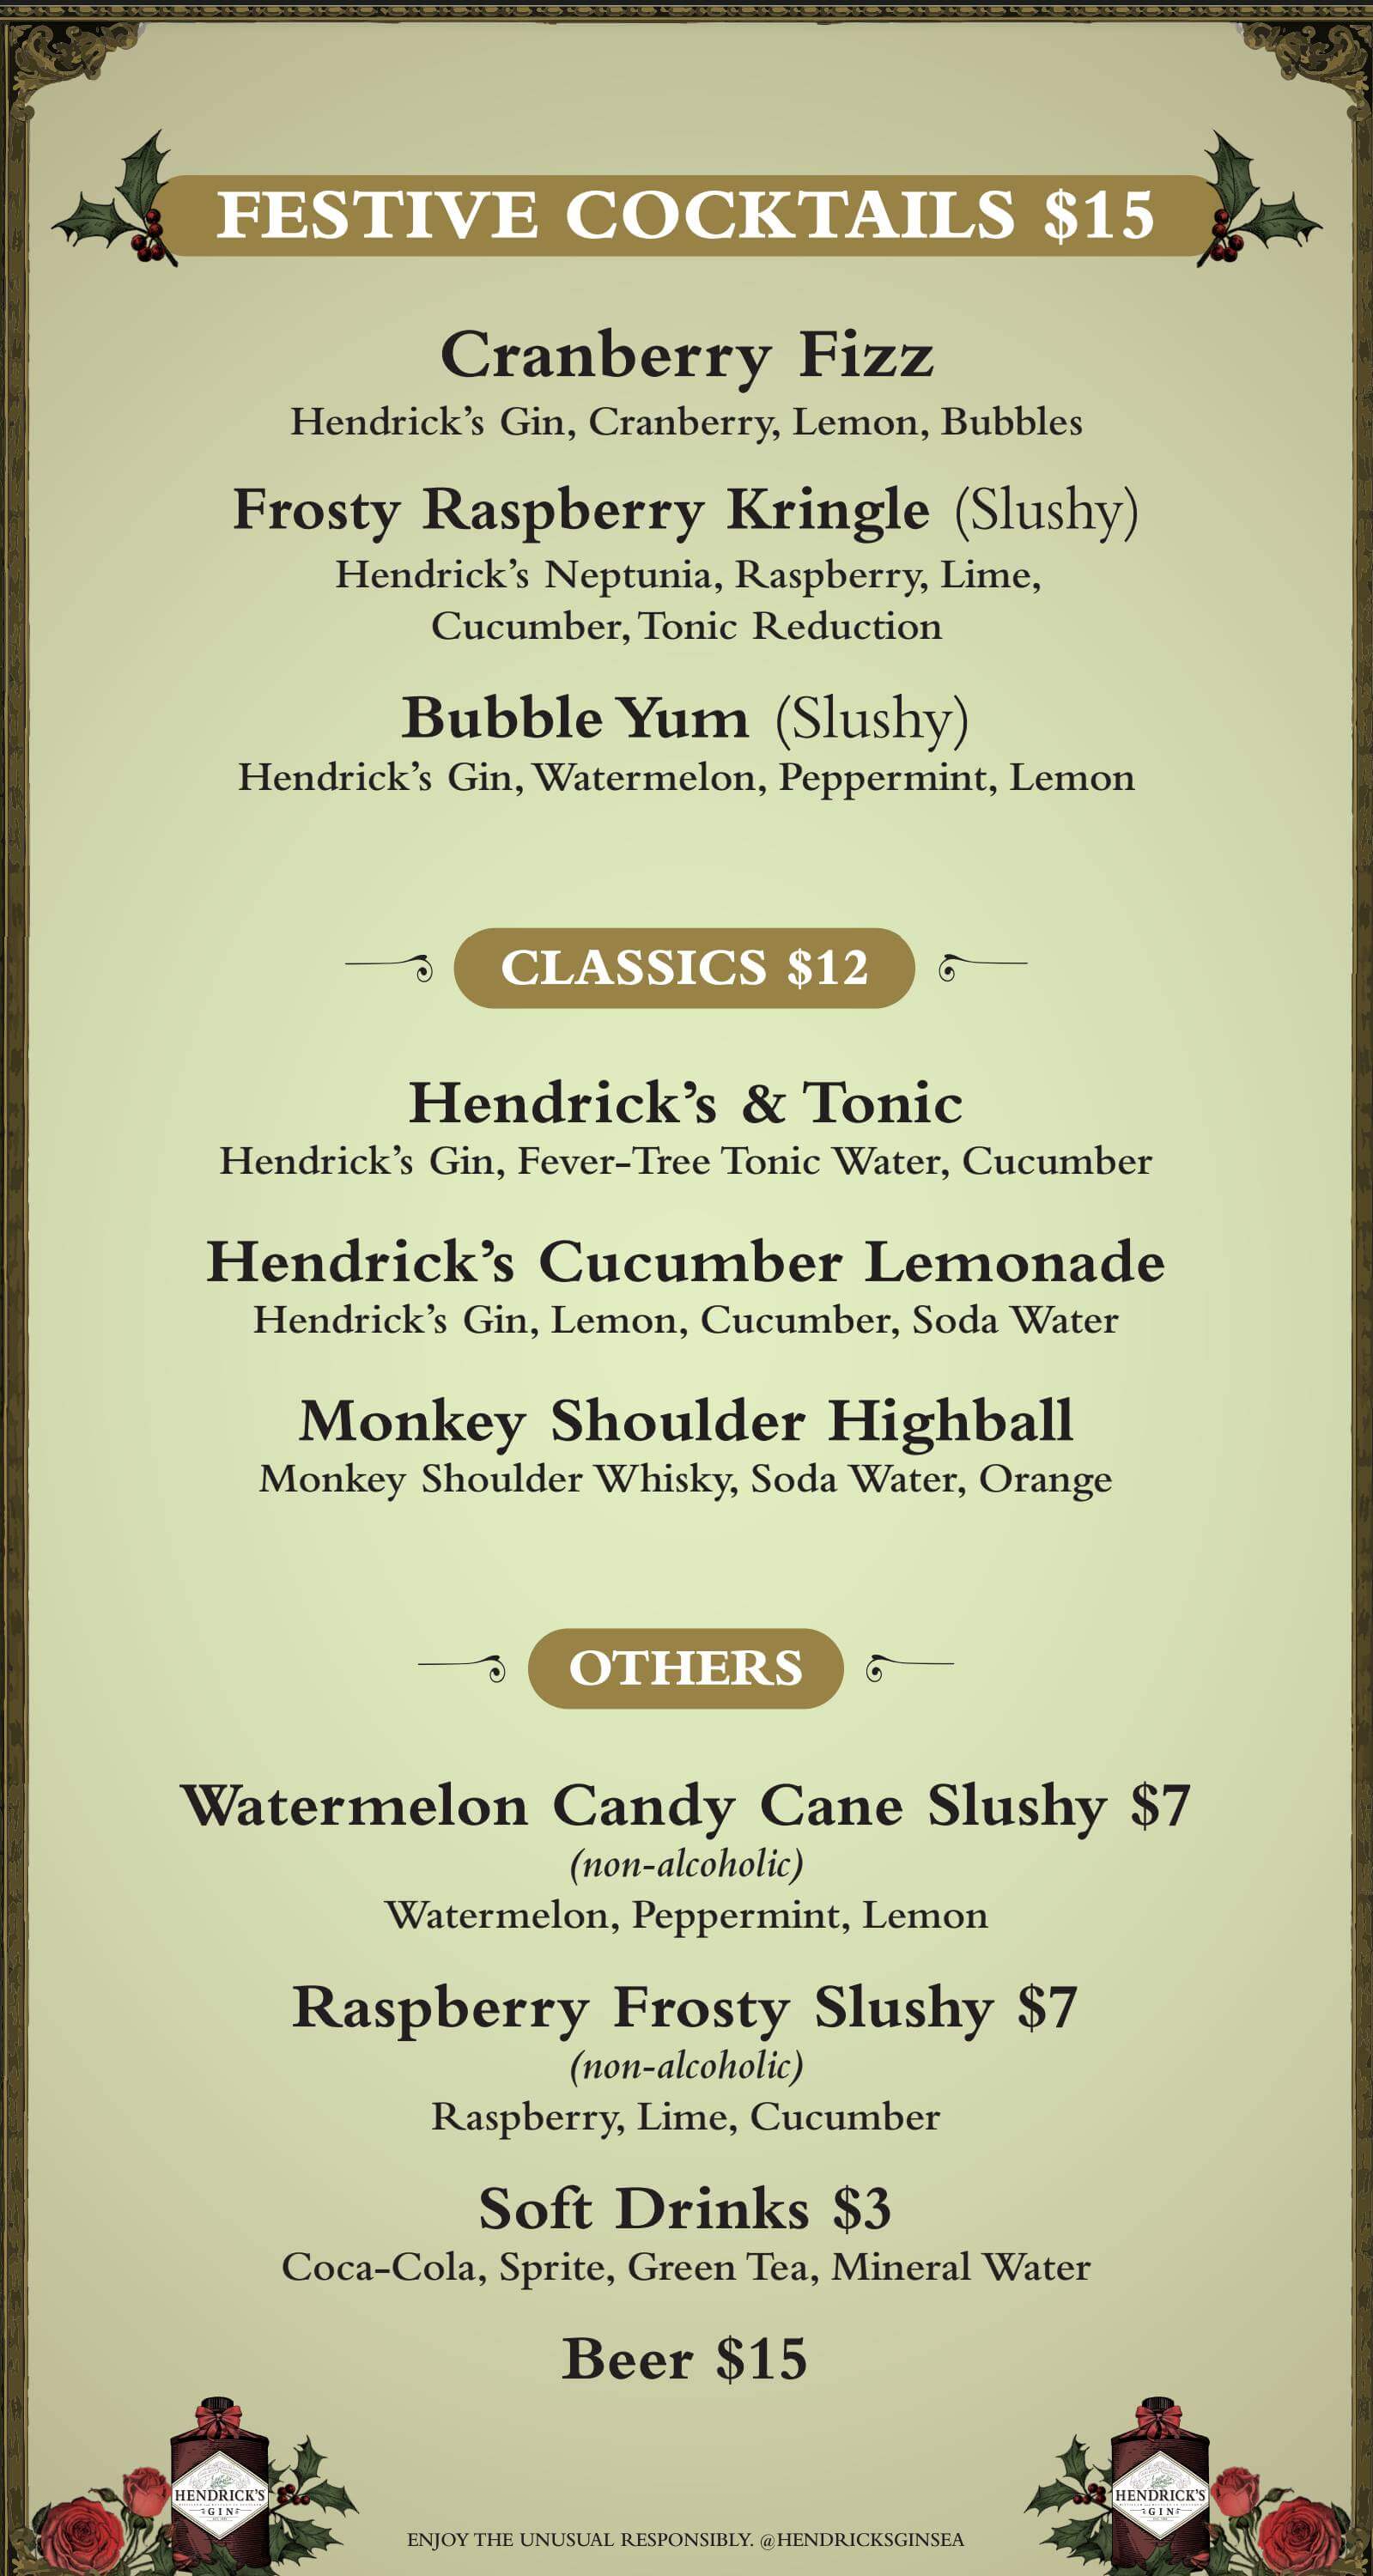 FESTIVE COCKTAILS $15
Cranberry Fizz
Hendrick’s Gin, Cranberry, Lemon, Bubbles
Frosty Raspberry Kringle (Slushy)
Hendrick’s Neptunia, Raspberry, Lime,
Cucumber, Tonic Reduction
Bubble Yum (Slushy)
Hendrick’s Gin, Watermelon, Peppermint, Lemon
CLASSICS $12
Hendrick’s & Tonic
Hendrick’s Gin, Fever-Tree Tonic Water, Cucumber
Hendrick’s Cucumber Lemonade
Hendrick’s Gin, Lemon, Cucumber, Soda Water
Monkey Shoulder Highball
Monkey Shoulder Whisky, Soda Water, Orange
OTHERS
Watermelon Candy Cane Slushy $7
(non-alcoholic)
Watermelon, Peppermint, Lemon
Raspberry Frosty Slushy $7
(non-alcoholic)
Raspberry, Lime, Cucumber
Soft Drinks $3
Coca-Cola, Sprite, Green Tea, Mineral Water
Beer $15
HENDRICK'S
GIN
HENDRICK'S
GIN
ENJOY THE UNUSUAL RESPONSIBLY. @HENDRICKSGINSEA